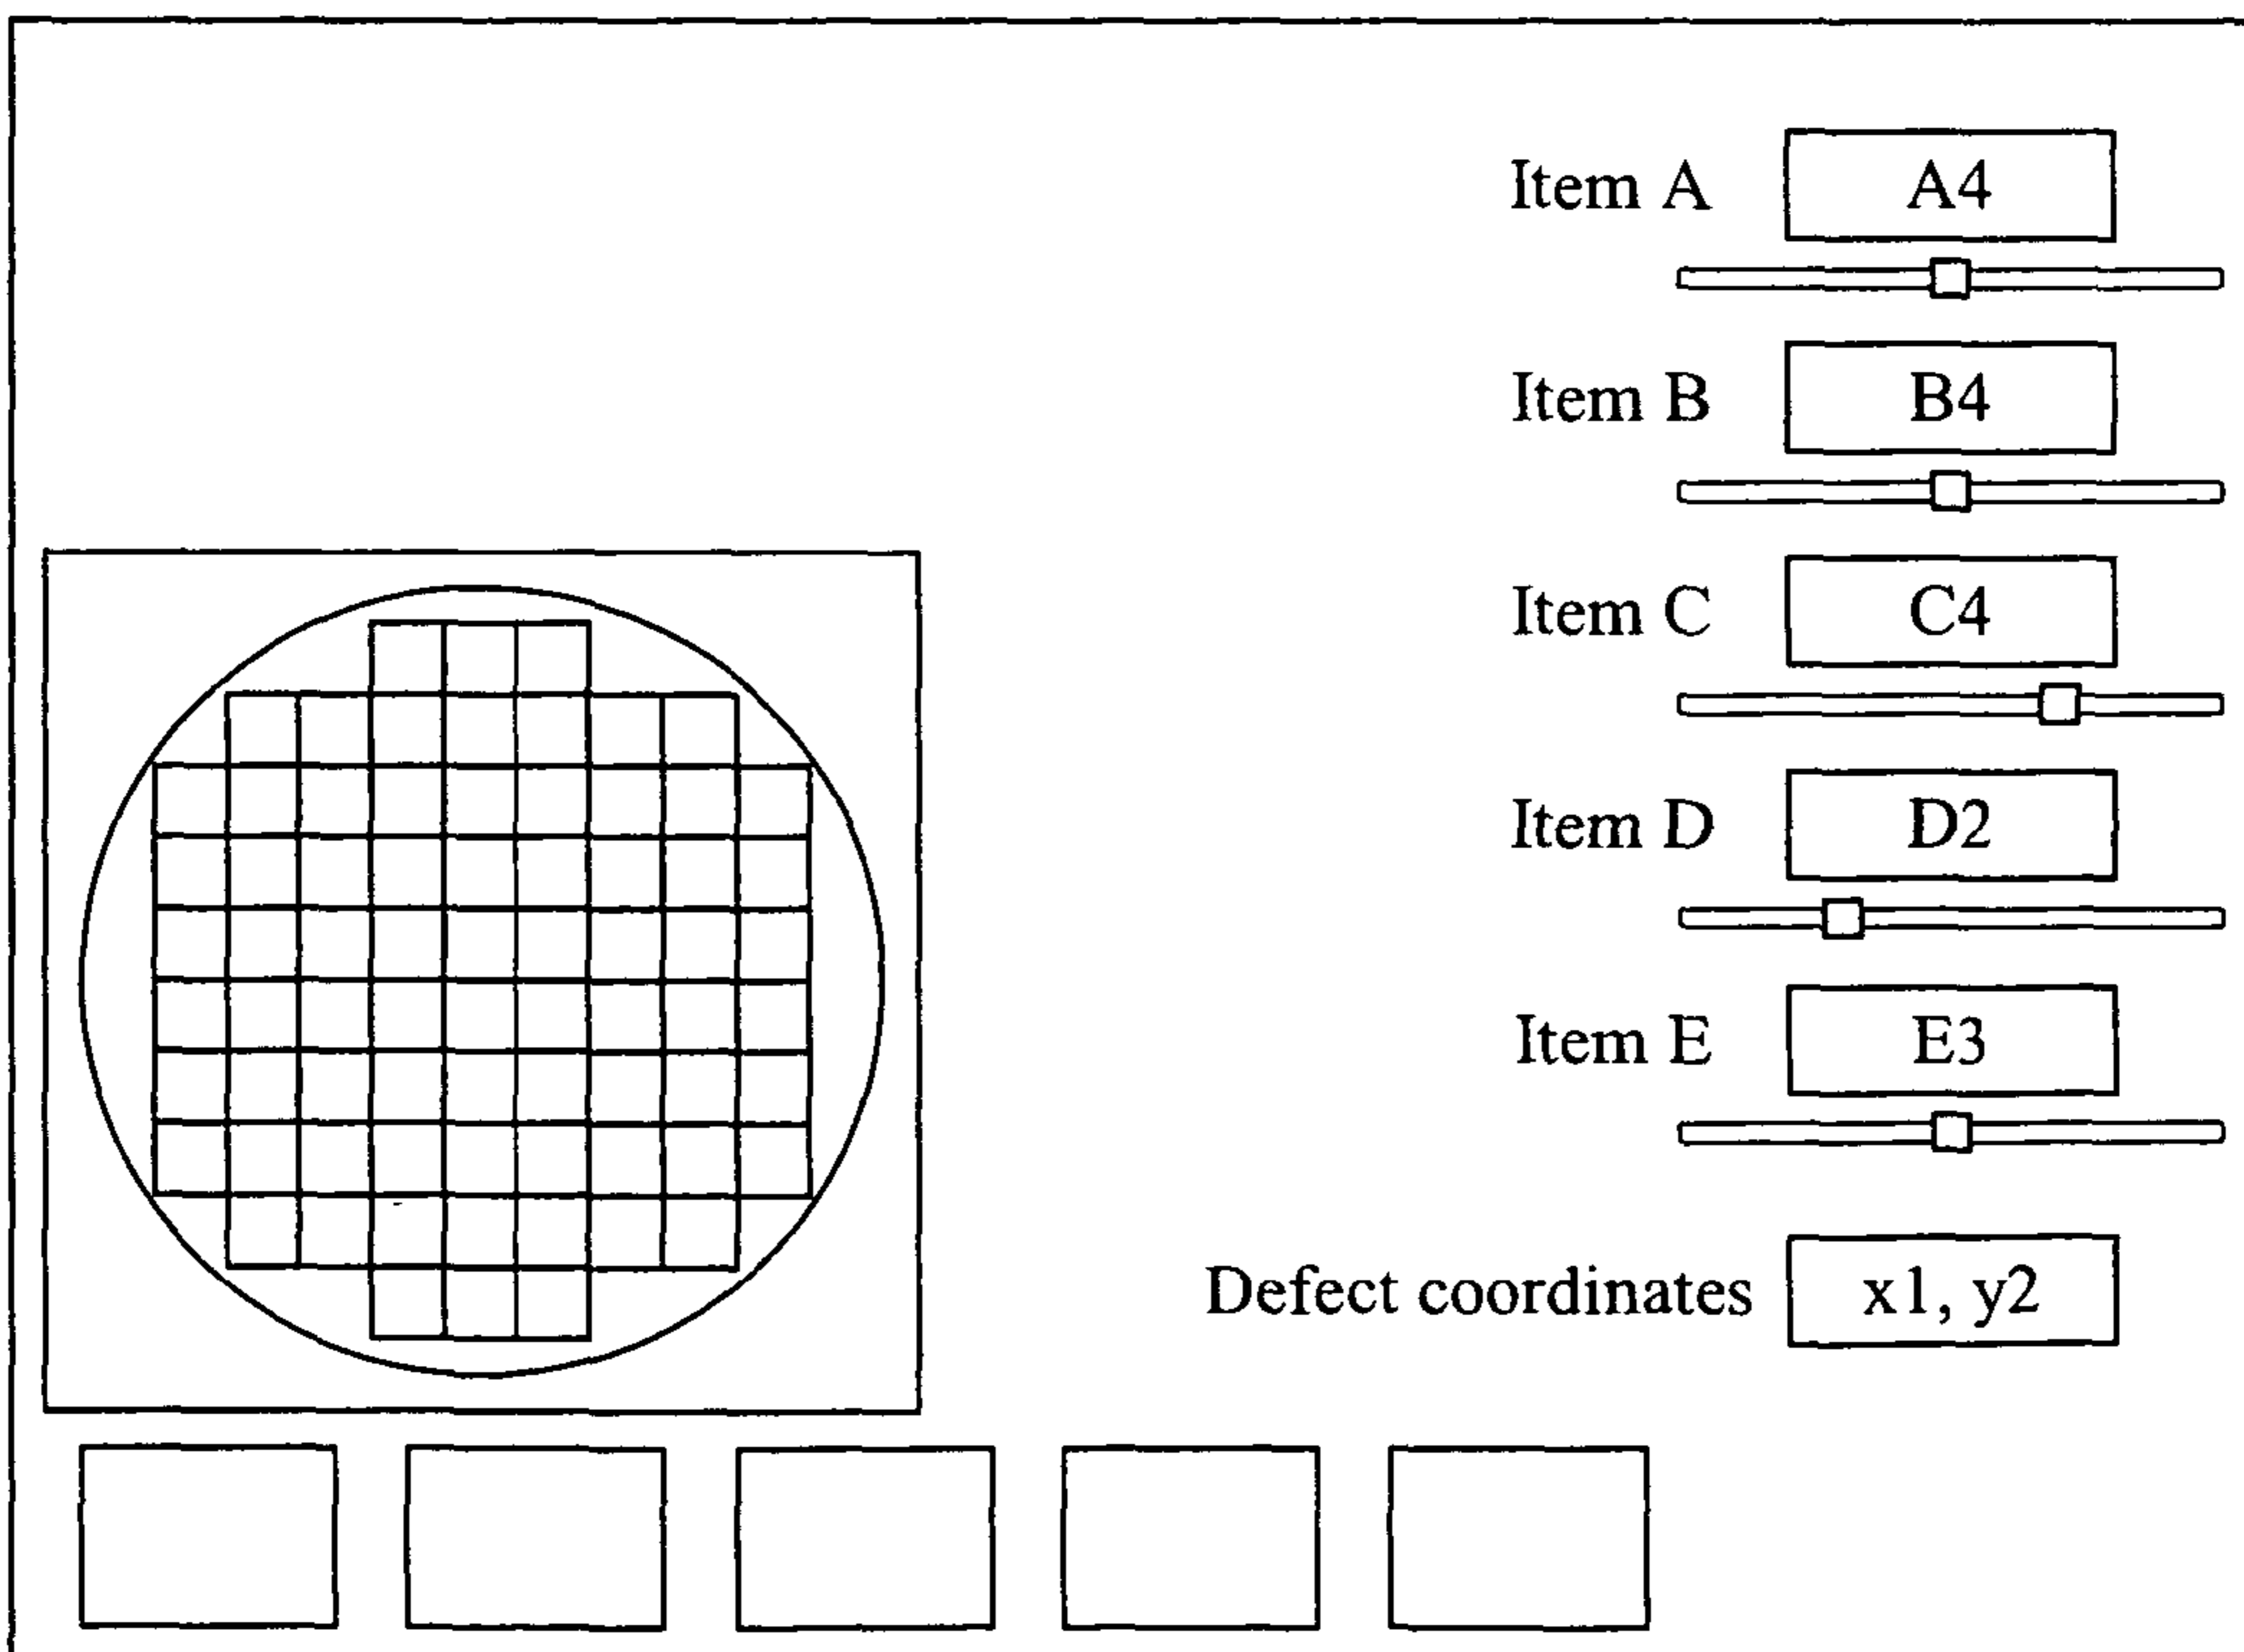 Item A A4
Item B B4
Item C C4
Item D D2
Item E E3
Defect coordinates x1, y2